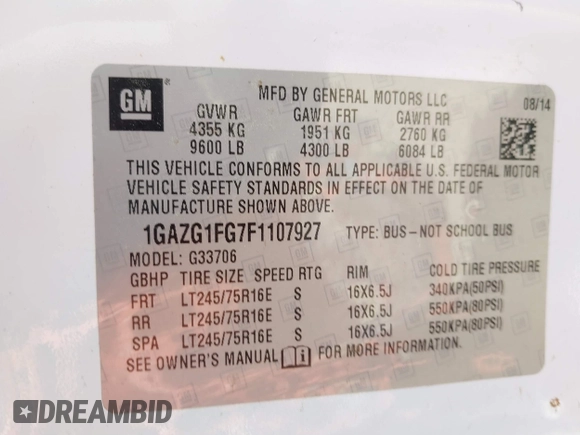 GM
®
MFD BY GENERAL MOTORS LLC 08/14
GVWR GAWR FRT GAWR RR
4355 KG 1951 KG 2760 KG
9600 LB 4300 LB 6084 LB
THIS VEHICLE CONFORMS TO ALL APPLICABLE U.S. FEDERAL MOTOR
VEHICLE SAFETY STANDARDS IN EFFECT ON THE DATE OF
MANUFACTURE SHOWN ABOVE.
1GAZG1FG7F1107927 TYPE: BUS-NOT SCHOOL BUS
MODEL: G33706
GBHP TIRE SIZE SPEED RTG RIM COLD TIRE PRESSURE
FRT LT245/75R16E S 16X6.5J 340KPA(50PSI)
RR LT245/75R16E S 16X6.5J 550KPA(80PSI)
SPA LT245/75R16E S 16X6.5J 550KPA(80PSI)
SEE OWNER'S MANUAL FOR MORE INFORMATION.
DREAMBID